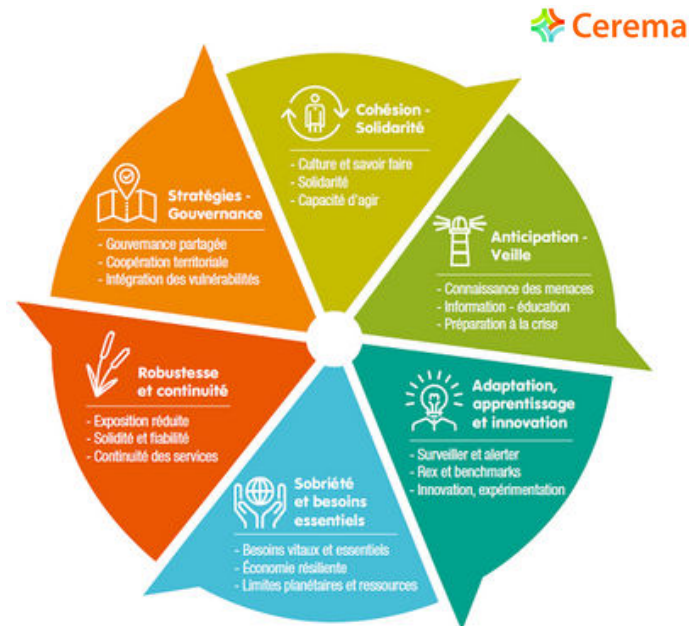 Cerema
Cohésion -
Solidarité
- Culture et savoir faire
- Solidarité
- Capacité d'agir
Anticipation -
Veille
- Connaissance des menaces
- Information - éducation
- Préparation à la crise
Adaptation,
apprentissage
et innovation
- Surveiller et alerter
- Rex et benchmarks
- Innovation, expérimentation
Sobriété
et besoins
essentiels
- Besoins vitaux et essentiels
- Économie résiliente
- Limites planétaires et ressources
Robustesse
et continuité
- Exposition réduite
- Solidité et fiabilité
- Continuité des services
Stratégies -
Gouvernance
- Gouvernance partagée
- Coopération territoriale
- Intégration des vulnérabilités